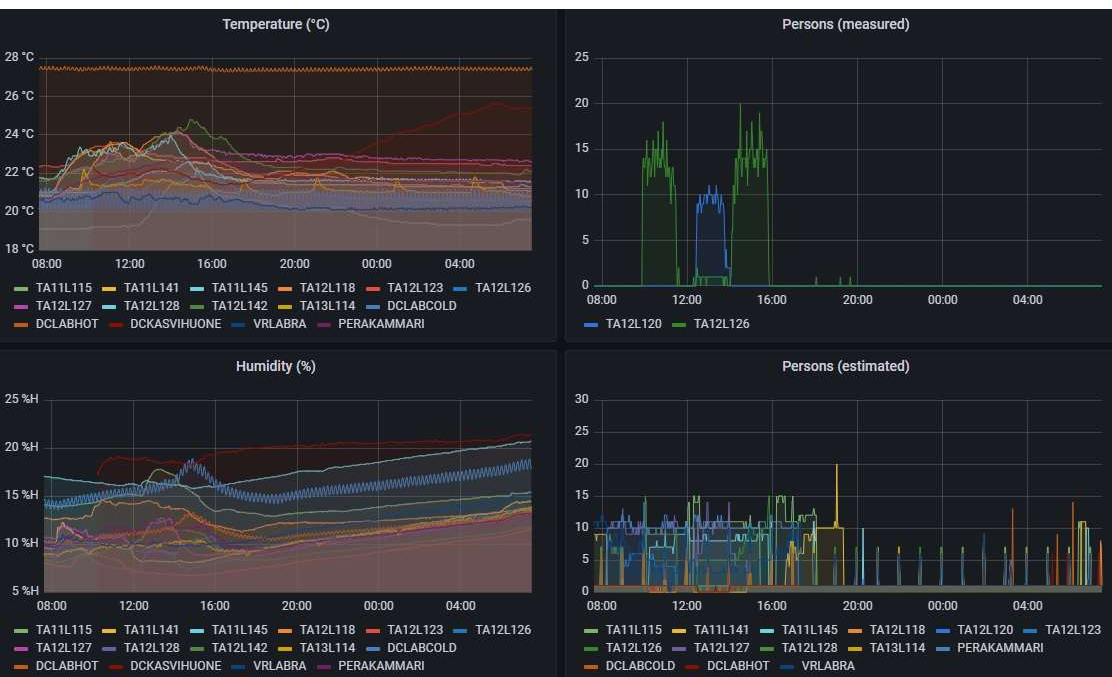 Temperature (°C)
28 °C
26 °C
24 °C
22 °C
20 °C
18 °C
08:00 12:00 16:00 20:00 00:00 04:00
TA11L115 TA11L141 TA11L145 TA12L118 TA12L123 TA12L126
TA12L127 TA12L128 TA12L142 TA13L114 DCLABCOLD
DCLABHOT DCKASVIHUONE VRLABRA PERAKAMMARI
Persons (measured)
25
20
15
10
5
0
08:00 12:00 16:00 20:00 00:00 04:00
TA12L120 TA12L126
Humidity (%)
25 %H
20 %H
15 %H
10 %H
5 %H
08:00 12:00 16:00 20:00 00:00 04:00
TA11L115 TA11L141 TA11L145 TA12L118 TA12L123 TA12L126
TA12L127 TA12L128 TA12L142 TA13L114 DCLABCOLD
DCLABHOT DCKASVIHUONE VRLABRA PERAKAMMARI
Persons (estimated)
30
25
20
15
10
5
0
08:00 12:00 16:00 20:00 00:00 04:00
TA11L115 TA11L141 TA11L145 TA12L118 TA12L120 TA12L123
TA12L126 TA12L127 TA12L128 TA13L114 PERAKAMMARI
DCLABCOLD DCLABHOT VRLABRA